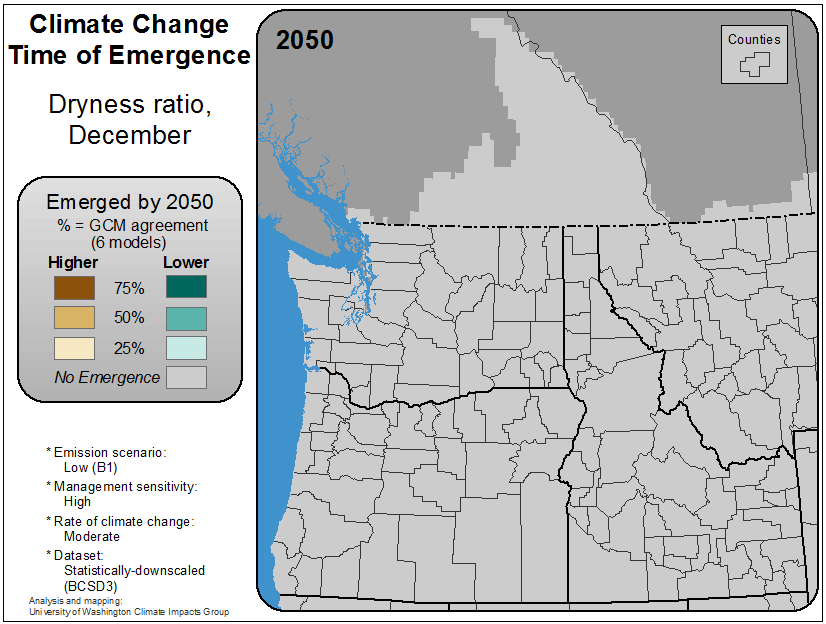 Climate Change
Time of Emergence
Dryness ratio,
December
Emerged by 2050
% = GCM agreement
(6 models)
Higher Lower
75%
50%
25%
No Emergence
* Emission scenario:
Low (B1)
* Management sensitivity:
High
* Rate of climate change:
Moderate
* Dataset:
Statistically-downscaled
(BCSD3)
Analysis and mapping:
University of Washington Climate Impacts Group
2050
Counties